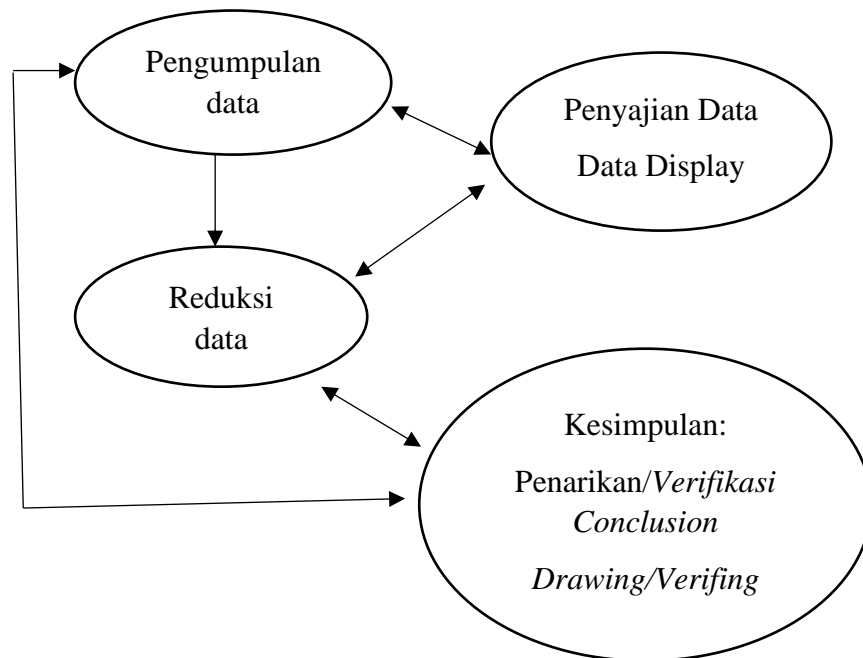 Pengumpulan
data
Penyajian Data
Data Display
Reduksi
data
Kesimpulan:
Penarikan/Verifikasi
Conclusion
Drawing/Verifing